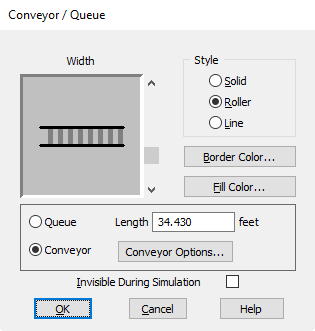 Conveyor / Queue
Width
Style
Solid
Roller
Line
Border Color...
Fill Color...
Queue
Length 34.430 feet
Conveyor
Conveyor Options...
Invisible During Simulation
OK Cancel Help